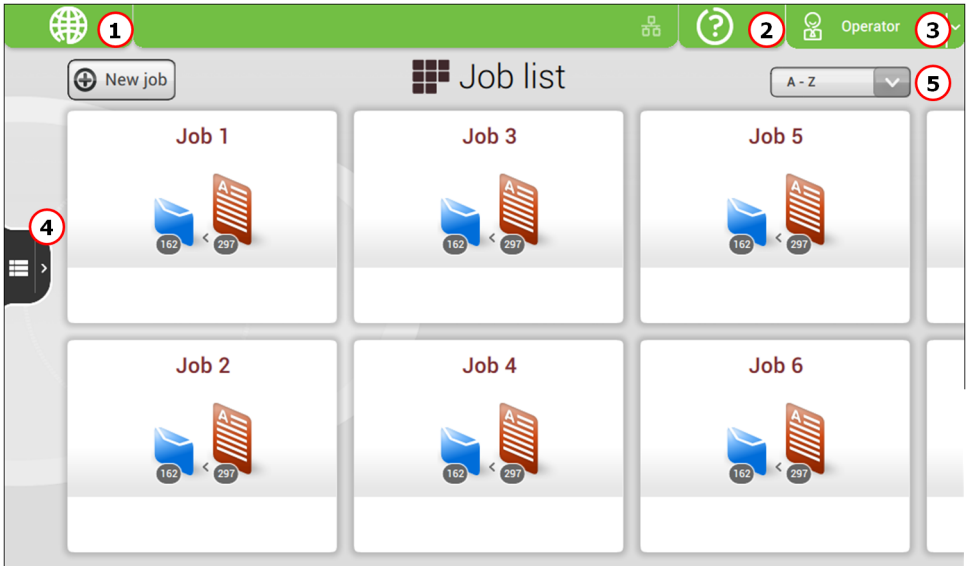 1
?
2
Operator
3
New job
Job list
A - Z
5
Job 1
Job 3
Job 5
A
A
A
162 < 297
162 < 297
162 < 297
4
Job 2
Job 4
Job 6
A
A
A
162 < 297
162 < 297
162 < 297